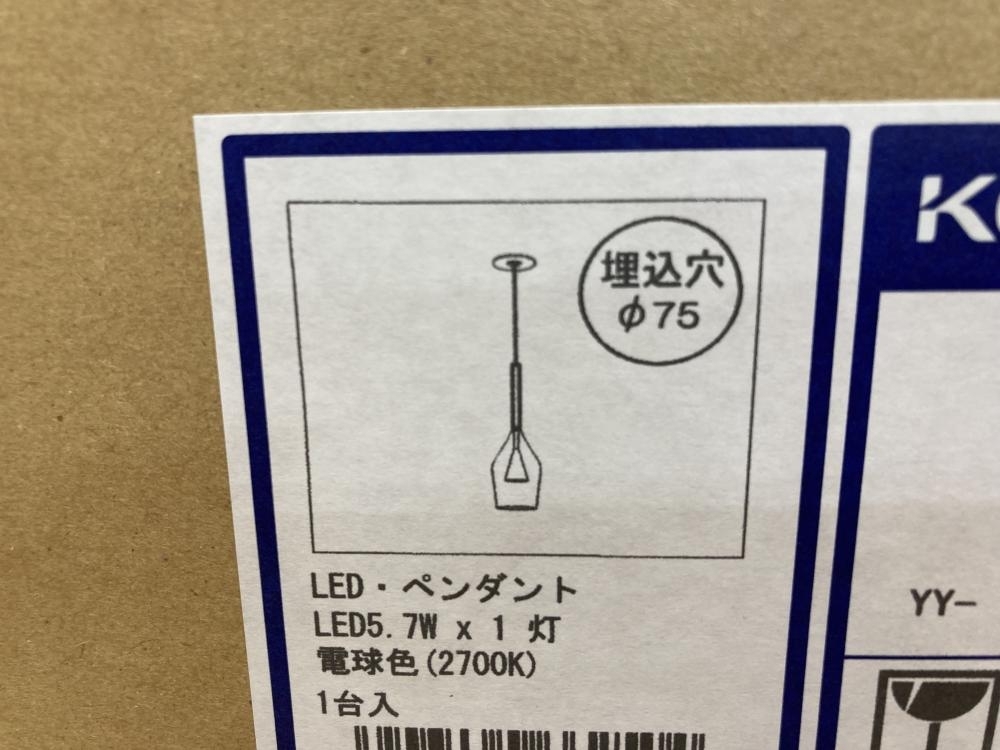 埋込穴
φ75
LED・ペンダント
LED5.7W x 1 灯
電球色(2700K)
1台入
YY-